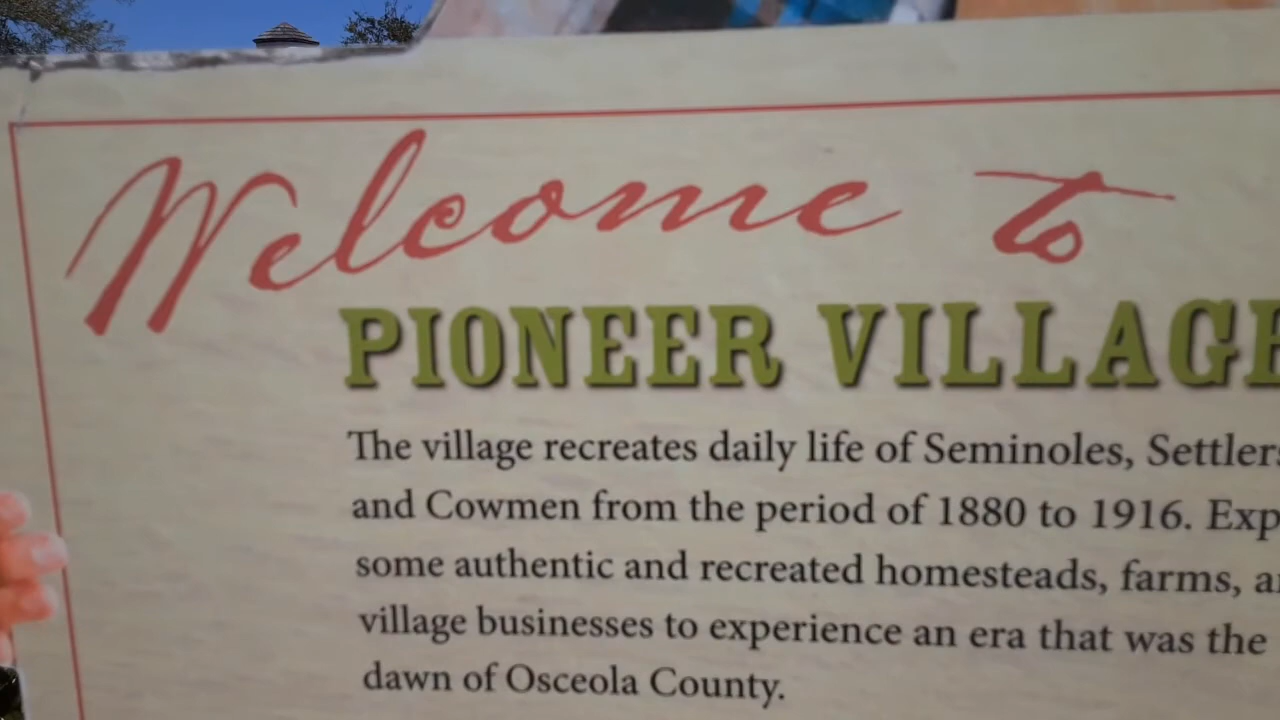 Welcome to
PIONEER VILLAGE
The village recreates daily life of Seminoles, Settlers
and Cowmen from the period of 1880 to 1916. Exp
some authentic and recreated homesteads, farms, a
village businesses to experience an era that was the
dawn of Osceola County.